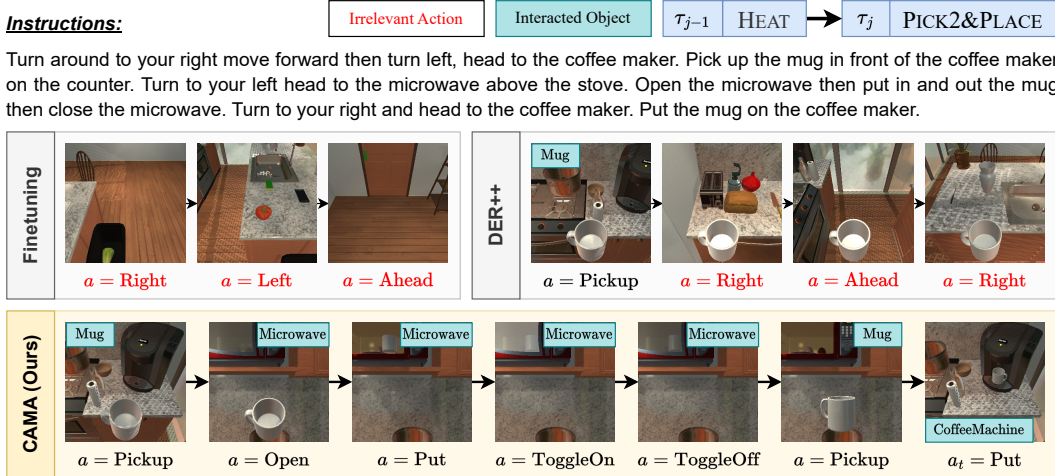 Instructions:
Irrelevant Action
Interacted Object
τj−1 HEAT
τj PICK2&PLACE
Turn around to your right move forward then turn left, head to the coffee maker. Pick up the mug in front of the coffee maker
on the counter. Turn to your left head to the microwave above the stove. Open the microwave then put in and out the mug
then close the microwave. Turn to your right and head to the coffee maker. Put the mug on the coffee maker.
Finetuning
a = Right
a = Left
a = Ahead
DER++
Mug
a = Pickup
a = Right
a = Ahead
a = Right
CAMA (Ours)
Mug
Microwave
Microwave
Microwave
Microwave
Mug
CoffeeMachine
a = Pickup
a = Open
a = Put
a = ToggleOn
a = ToggleOff
a = Pickup
at = Put